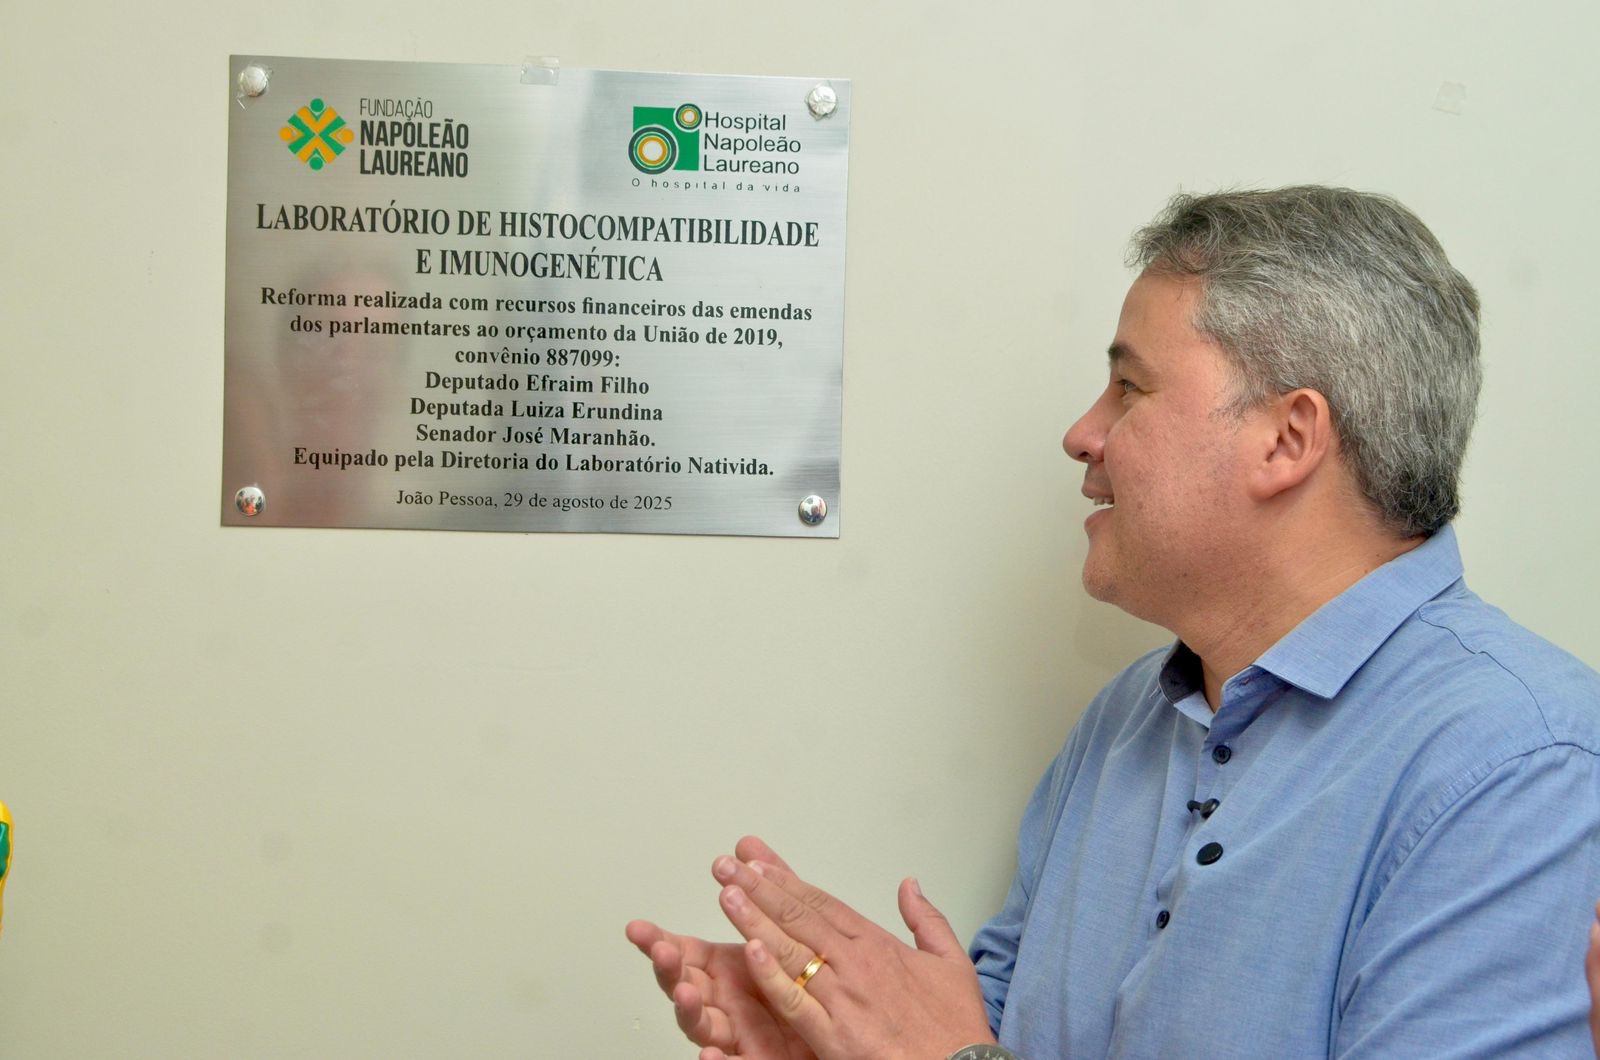 FUNDAÇÃO
NAPOLEÃO
LAUREANO
Hospital
Napoleão
Laureano
O hospital da vida
LABORATÓRIO DE HISTOCOMPATIBILIDADE
E IMUNOGENÉTICA
Reforma realizada com recursos financeiros das emendas
dos parlamentares ao orçamento da União de 2019,
convênio 887099:
Deputado Efraim Filho
Deputada Luiza Erundina
Senador José Maranhão.
Equipado pela Diretoria do Laboratório Nativida.
João Pessoa, 29 de agosto de 2025